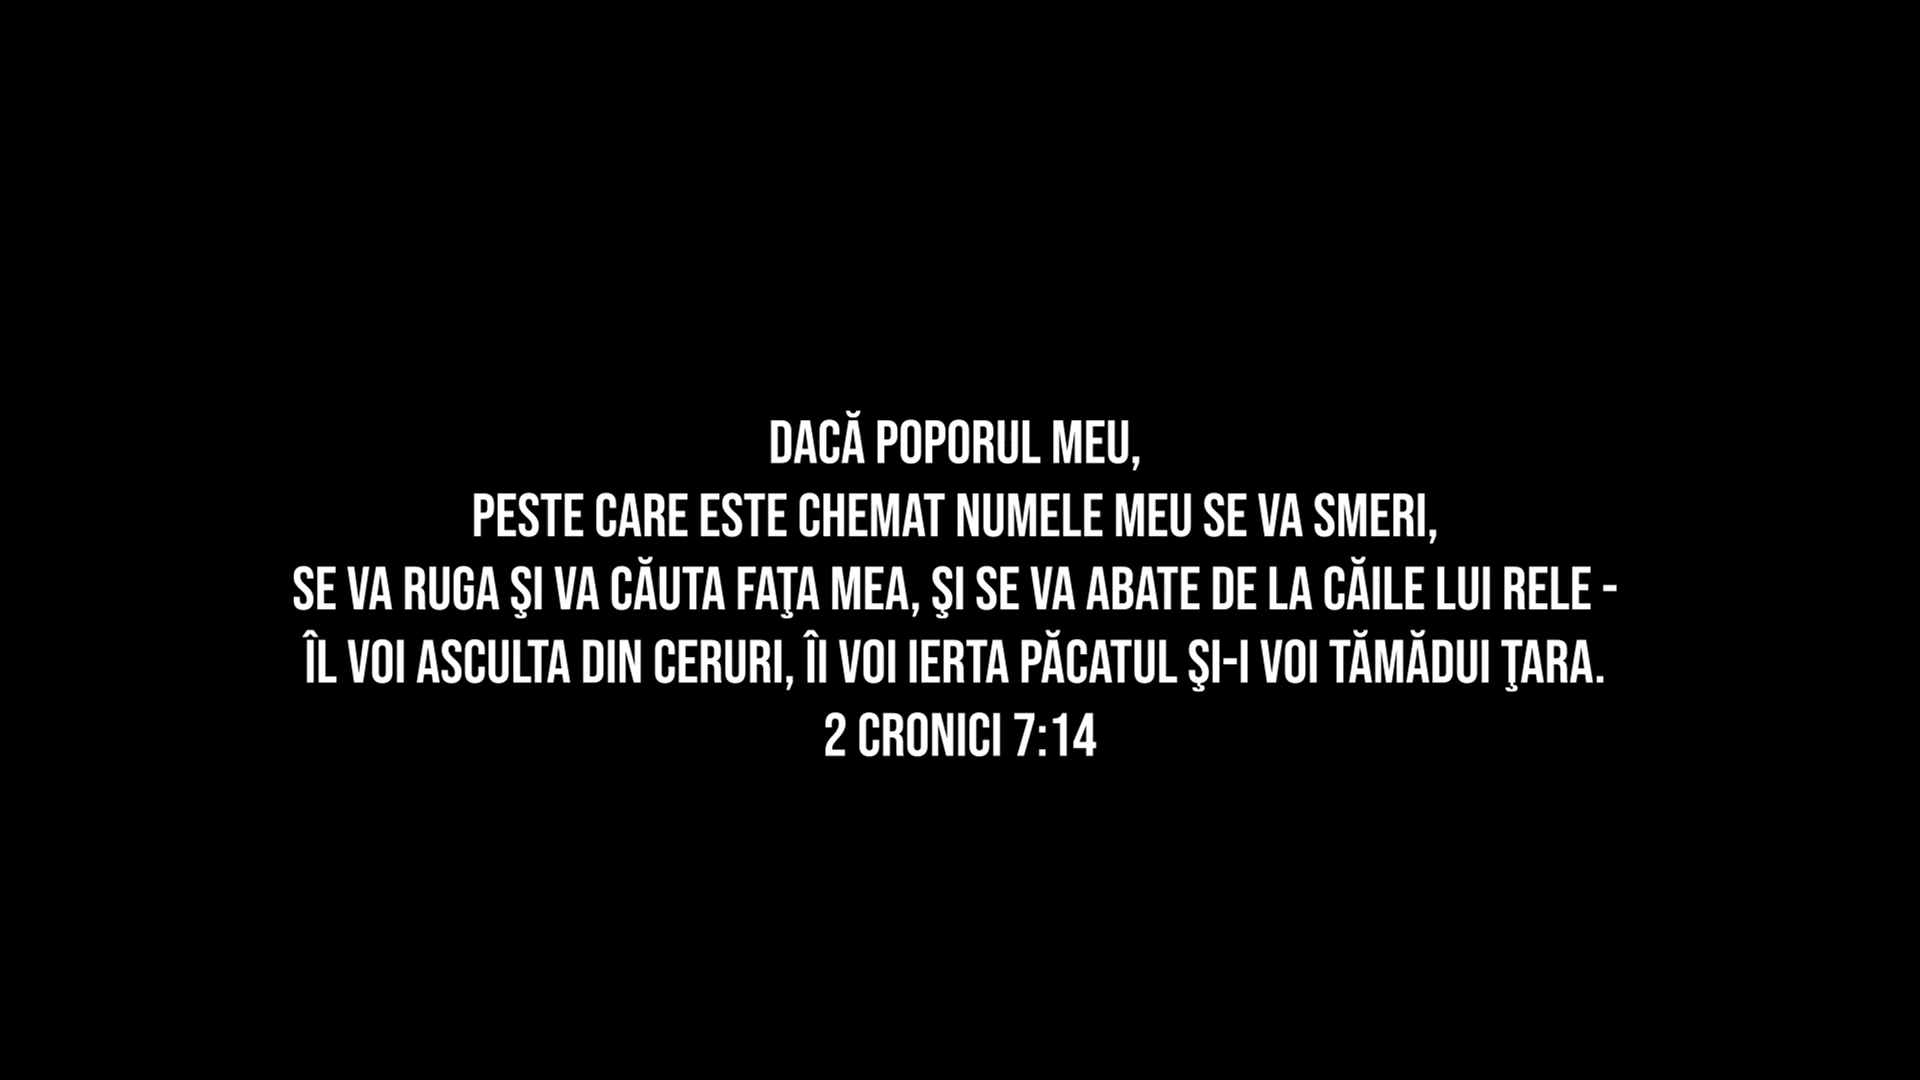 DACĂ POPORUL MEU,
PESTE CARE ESTE CHEMAT NUMELE MEU SE VA SMERI,
SE VA RUGA ŞI VA CĂUTA FAŢA MEA, ŞI SE VA ABATE DE LA CĂILE LUI RELE -
ÎL VOI ASCULTA DIN CERURI, ÎI VOI IERTA PĂCATUL ŞI-I VOI TĂMĂDUI ŢARA.
2 CRONICI 7:14